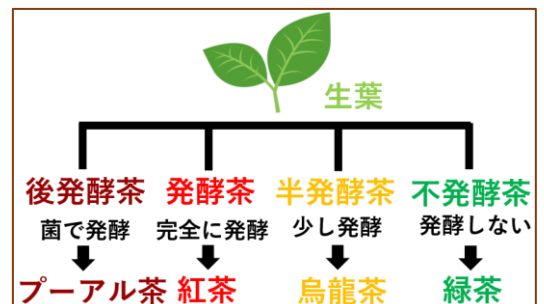 生葉
後発酵茶 発酵茶 半発酵茶 不発酵茶
菌で発酵 完全に発酵 少し発酵 発酵しない
プーアル茶 紅茶 烏龍茶 緑茶